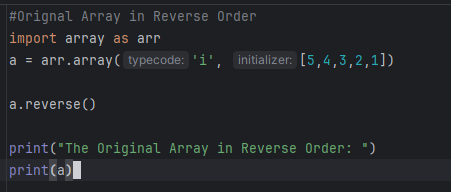 #Orignal Array in Reverse Order
import array as arr
a = arr.array( typecode: 'i', initializer: [5,4,3,2,1])
a.reverse()
print("The Original Array in Reverse Order: ")
print(a)